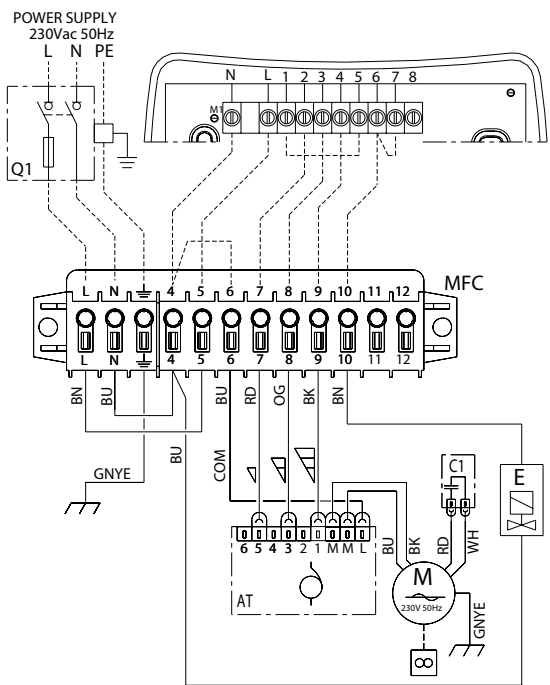 POWER SUPPLY
230Vac 50Hz
L N PE
Q1
N L 1 2 3 4 5 6 7 8
M1
MFC
L N 4 5 6 7 8 9 10 11 12
L N 4 5 6 7 8 9 10 11 12
BN BU BU RD OG BK BN
GNYE
BU
COM
C1
E
6 5 4 3 2 1 M M L
AT
BU BK RD WH
M
230V 50Hz
GNYE
8